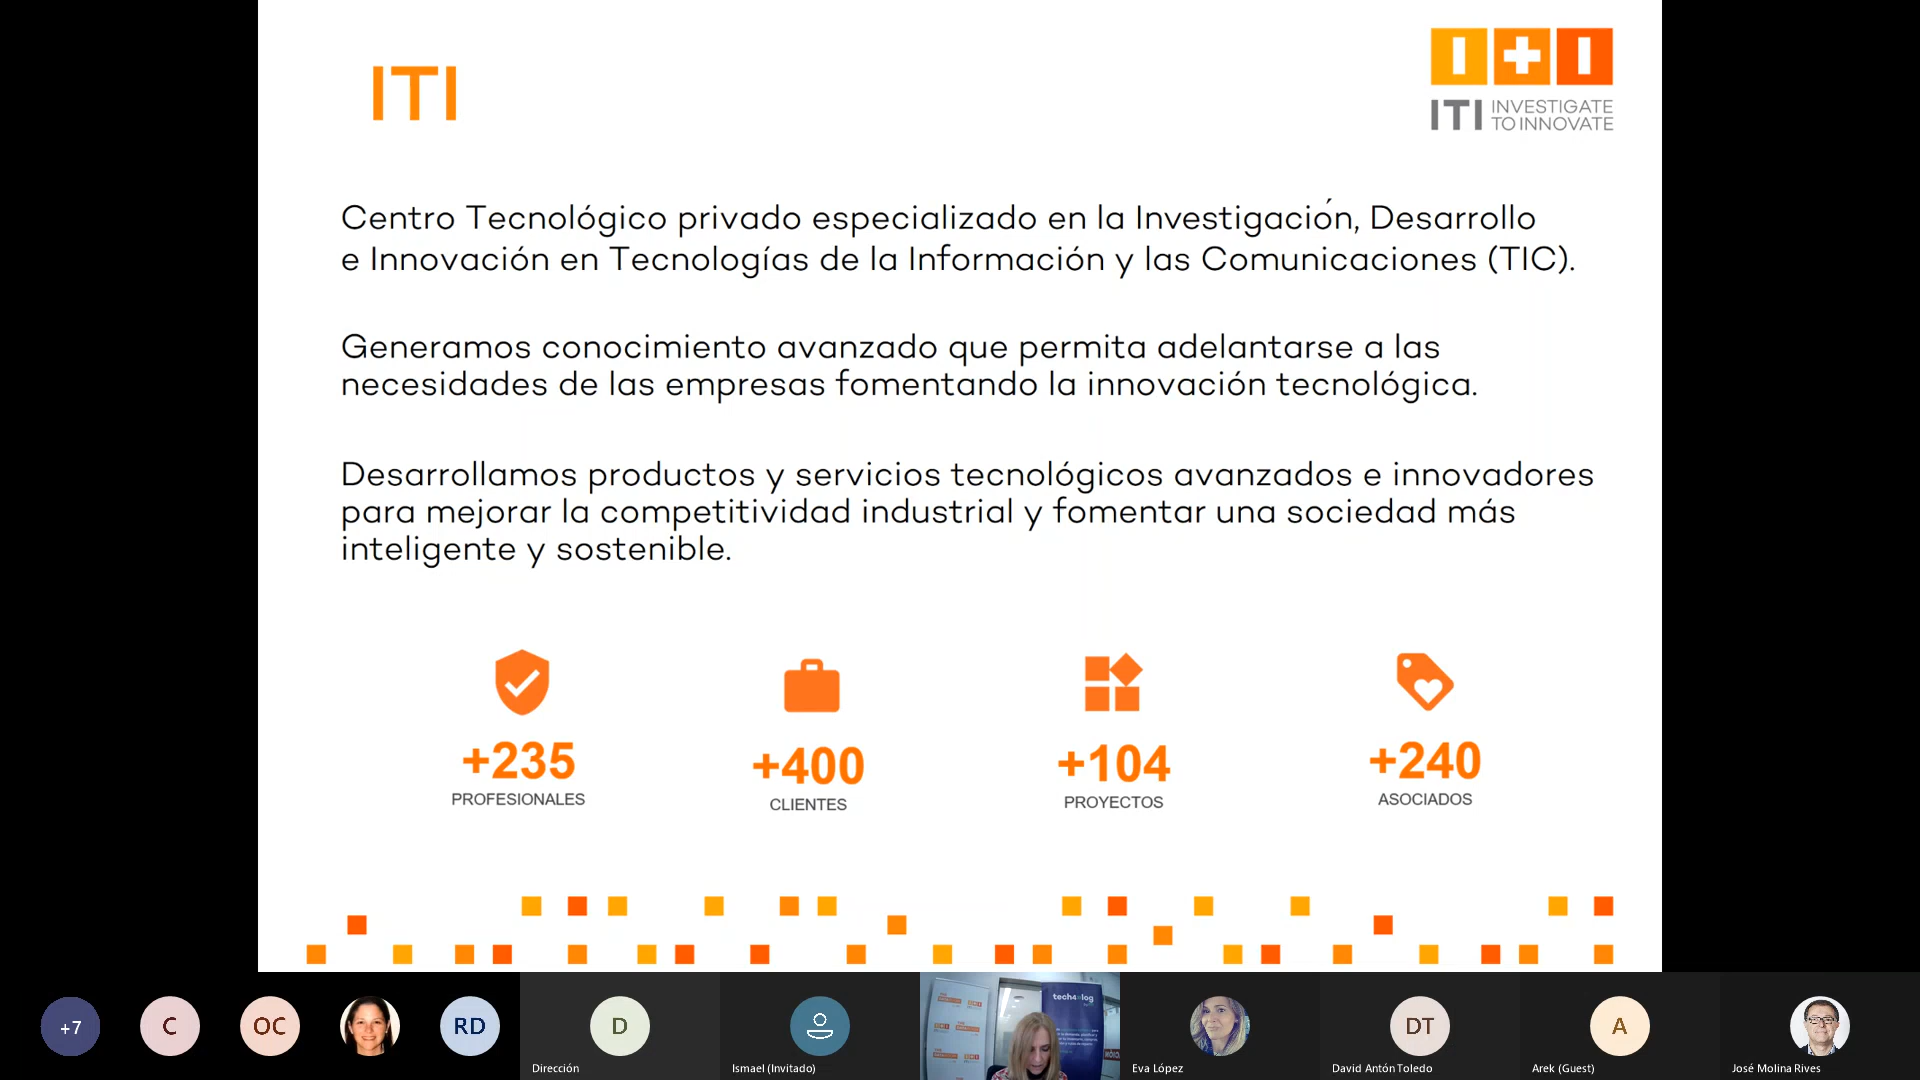 ITI
I+I
ITI INVESTIGATE
TO INNOVATE
Centro Tecnológico privado especializado en la Investigación, Desarrollo
e Innovación en Tecnologías de la Información y las Comunicaciones (TIC).
Generamos conocimiento avanzado que permita adelantarse a las
necesidades de las empresas fomentando la innovación tecnológica.
Desarrollamos productos y servicios tecnológicos avanzados e innovadores
para mejorar la competitividad industrial y fomentar una sociedad más
inteligente y sostenible.
+235
PROFESIONALES
+400
CLIENTES
+104
PROYECTOS
+240
ASOCIADOS
+7
C
OC
RD
D
Dirección
Ismael (Invitado)
Eva López
DT
David Antón Toledo
A
Arek (Guest)
José Molina Rives